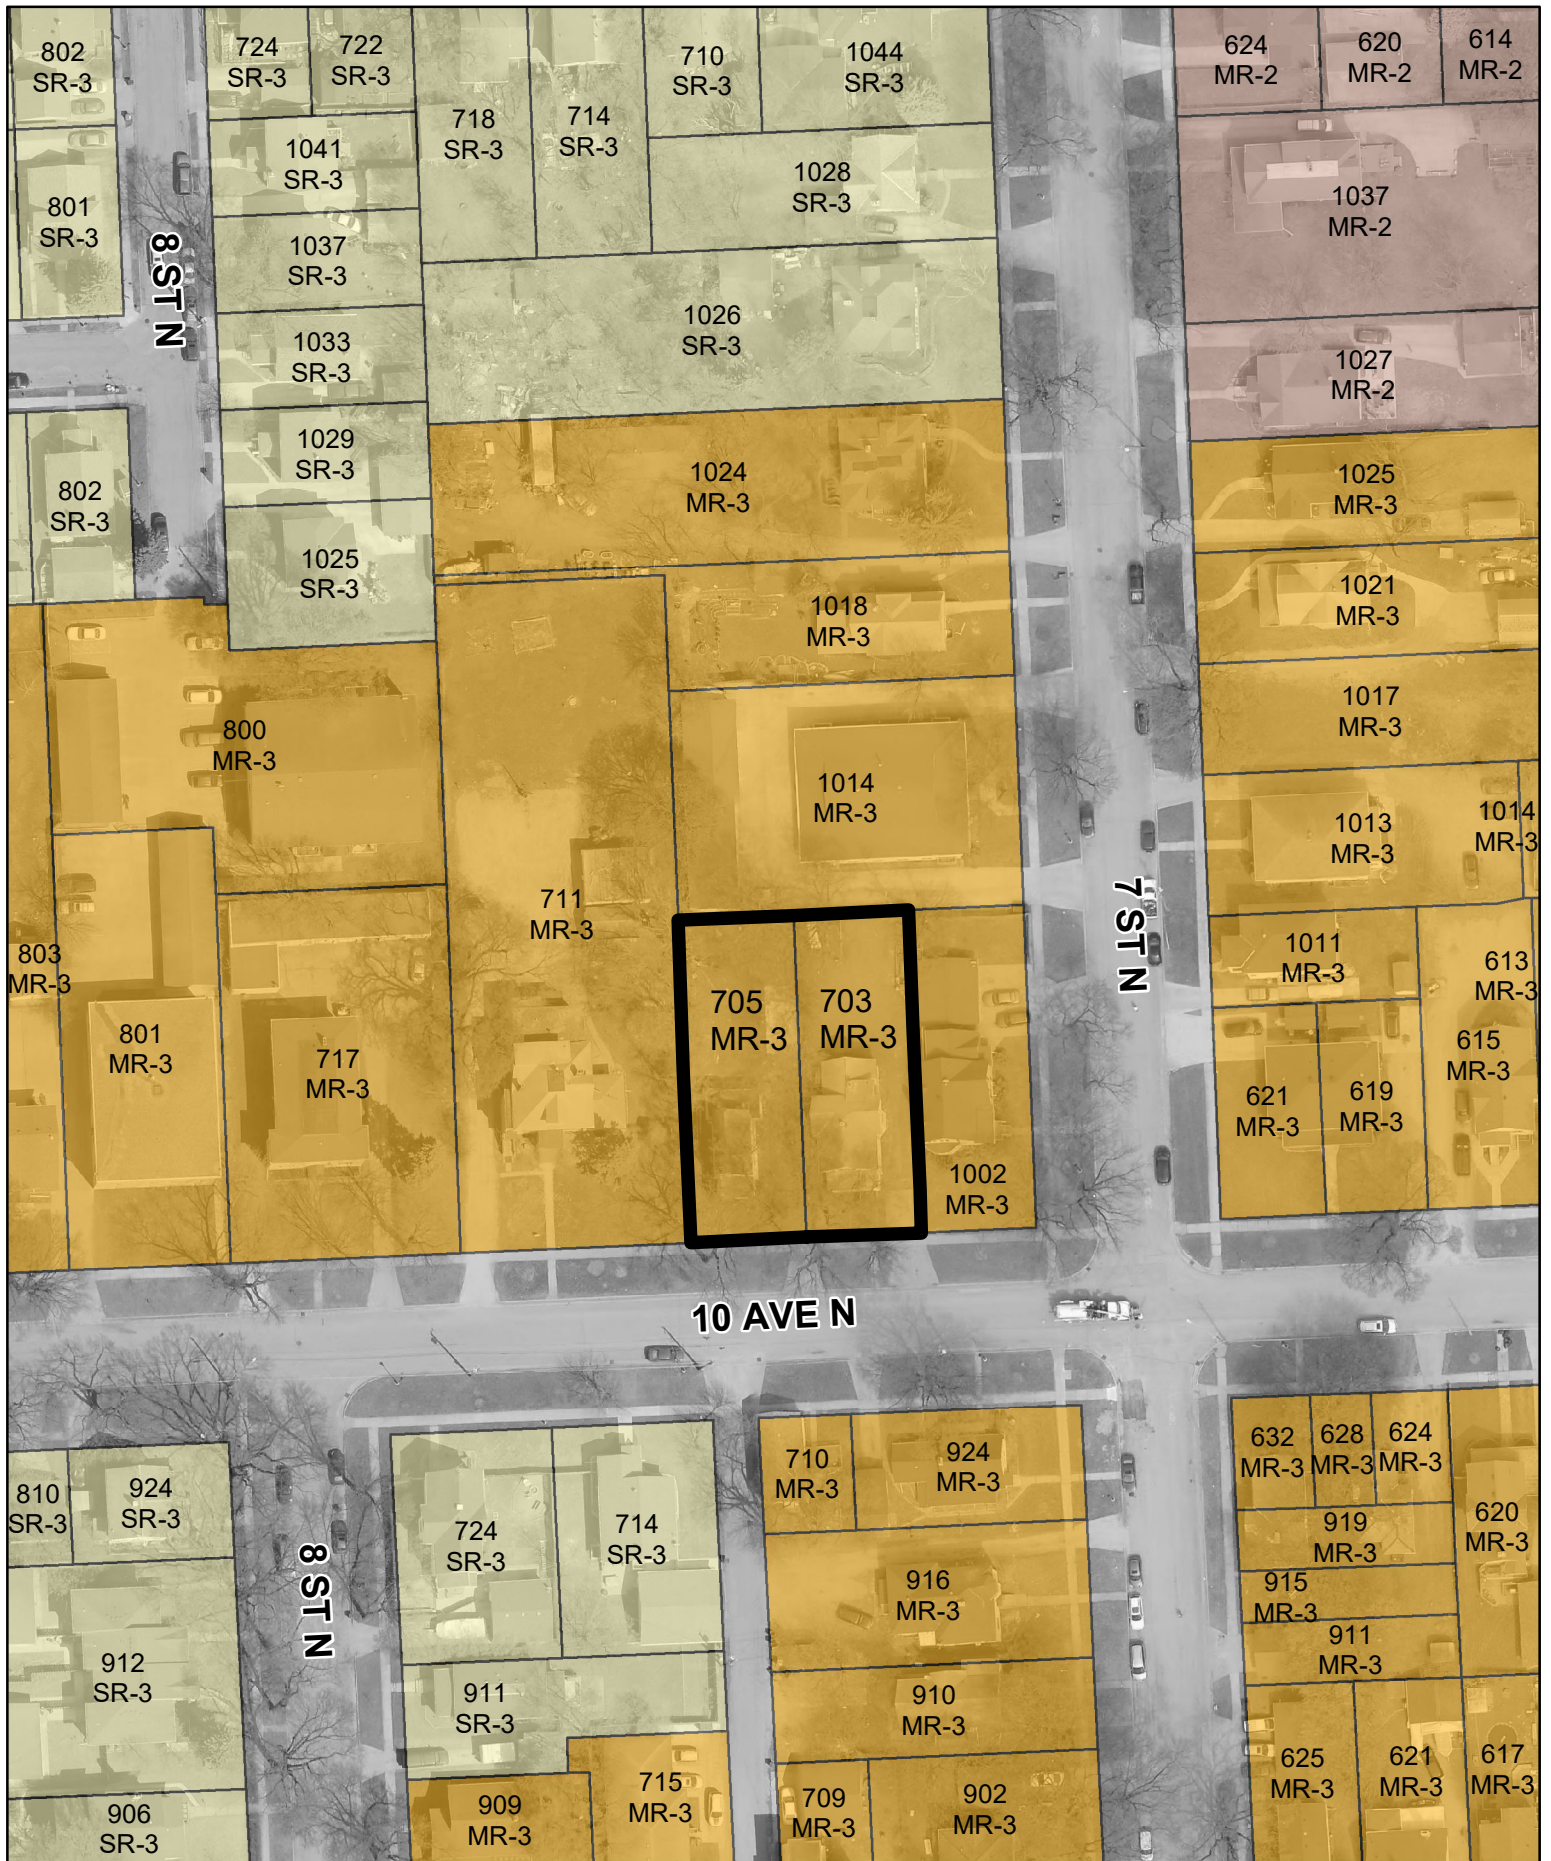 802
SR-3
724
SR-3
722
SR-3
718
SR-3
714
SR-3
710
SR-3
1044
SR-3
624
MR-2
620
MR-2
614
MR-2
801
SR-3
8 ST N
1041
SR-3
1037
SR-3
1033
SR-3
1029
SR-3
1025
SR-3
802
SR-3
1028
SR-3
1026
SR-3
1037
MR-2
1027
MR-2
1024
MR-3
1018
MR-3
1014
MR-3
1025
MR-3
1021
MR-3
1017
MR-3
1013
MR-3
1014
MR-3
800
MR-3
711
MR-3
803
MR-3
801
MR-3
717
MR-3
705
MR-3
703
MR-3
1002
MR-3
7 ST N
1011
MR-3
613
MR-3
615
MR-3
621
MR-3
619
MR-3
10 AVE N
810
SR-3
924
SR-3
8 ST N
724
SR-3
714
SR-3
710
MR-3
924
MR-3
632
MR-3
628
MR-3
624
MR-3
620
MR-3
919
MR-3
915
MR-3
911
MR-3
916
MR-3
912
SR-3
911
SR-3
910
MR-3
906
SR-3
909
MR-3
715
MR-3
709
MR-3
902
MR-3
625
MR-3
621
MR-3
617
MR-3